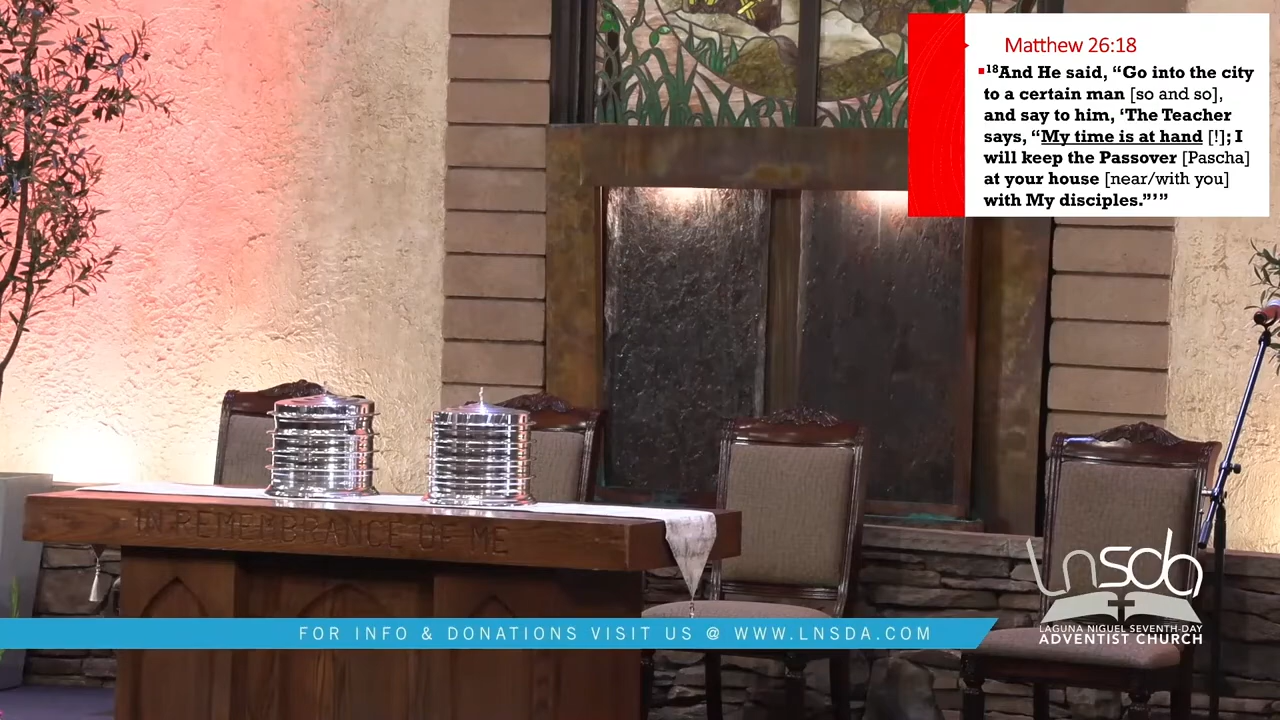 Matthew 26:18
¹⁸And He said, “Go into the city
to a certain man [so and so],
and say to him, ‘The Teacher
says, “My time is at hand [!]; I
will keep the Passover [Pascha]
at your house [near/with you]
with My disciples.”’”
IN REMEMBRANCE OF ME
FOR INFO & DONATIONS VISIT US @ WWW.LNSDA.COM
lnsda
LAGUNA NIGUEL SEVENTH-DAY
ADVENTIST CHURCH